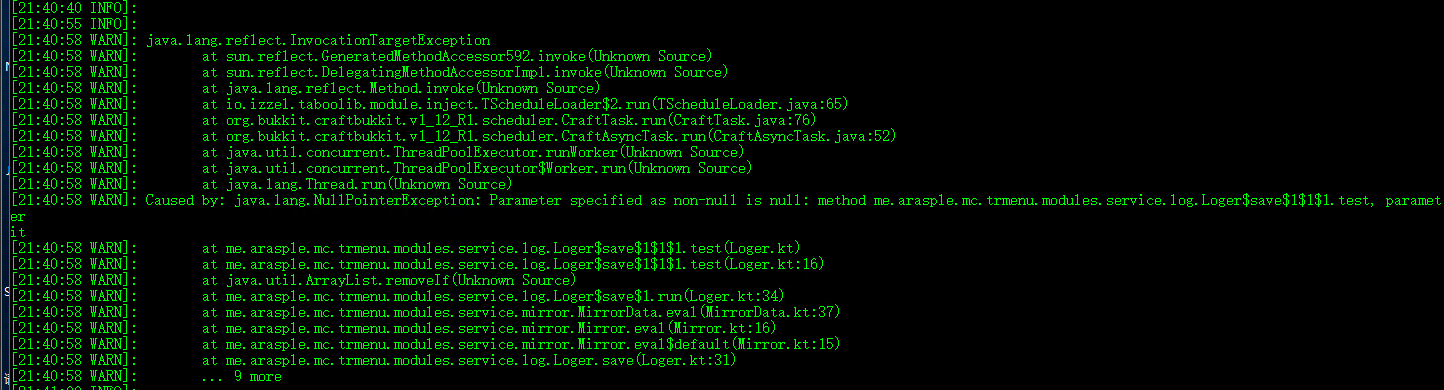 [21:40:40 INFO]:
[21:40:55 INFO]:
[21:40:58 WARN]: java.lang.reflect.InvocationTargetException
[21:40:58 WARN]: at sun.reflect.GeneratedMethodAccessor592.invoke(Unknown Source)
[21:40:58 WARN]: at sun.reflect.DelegatingMethodAccessorImpl.invoke(Unknown Source)
[21:40:58 WARN]: at java.lang.reflect.Method.invoke(Unknown Source)
[21:40:58 WARN]: at io.izzel.taboolib.module.inject.TScheduleLoader$2.run(TScheduleLoader.java:65)
[21:40:58 WARN]: at org.bukkit.craftbukkit.v1_12_R1.scheduler.CraftTask.run(CraftTask.java:76)
[21:40:58 WARN]: at org.bukkit.craftbukkit.v1_12_R1.scheduler.CraftAsyncTask.run(CraftAsyncTask.java:52)
[21:40:58 WARN]: at java.util.concurrent.ThreadPoolExecutor.runWorker(Unknown Source)
[21:40:58 WARN]: at java.util.concurrent.ThreadPoolExecutor$Worker.run(Unknown Source)
[21:40:58 WARN]: at java.lang.Thread.run(Unknown Source)
[21:40:58 WARN]: Caused by: java.lang.NullPointerException: Parameter specified as non-null is null: method me.arasple.mc.trmenu.modules.service.log.Loger$save$1$1$1.test, paramet
er
it
[21:40:58 WARN]: at me.arasple.mc.trmenu.modules.service.log.Loger$save$1$1$1.test(Loger.kt)
[21:40:58 WARN]: at me.arasple.mc.trmenu.modules.service.log.Loger$save$1$1$1.test(Loger.kt:16)
[21:40:58 WARN]: at java.util.ArrayList.removeIf(Unknown Source)
[21:40:58 WARN]: at me.arasple.mc.trmenu.modules.service.log.Loger$save$1.run(Loger.kt:34)
[21:40:58 WARN]: at me.arasple.mc.trmenu.modules.service.mirror.MirrorData.eval(MirrorData.kt:37)
[21:40:58 WARN]: at me.arasple.mc.trmenu.modules.service.mirror.Mirror.eval(Mirror.kt:16)
[21:40:58 WARN]: at me.arasple.mc.trmenu.modules.service.mirror.Mirror.eval$default(Mirror.kt:15)
[21:40:58 WARN]: at me.arasple.mc.trmenu.modules.service.log.Loger.save(Loger.kt:31)
[21:40:58 WARN]: ... 9 more